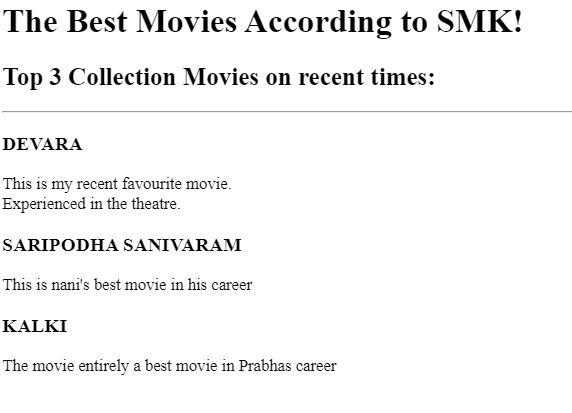 The Best Movies According to SMK!
Top 3 Collection Movies on recent times:
DEVARA
This is my recent favourite movie.
Experienced in the theatre.
SARIPODHA SANIVARAM
This is nani's best movie in his career
KALKI
The movie entirely a best movie in Prabhas career